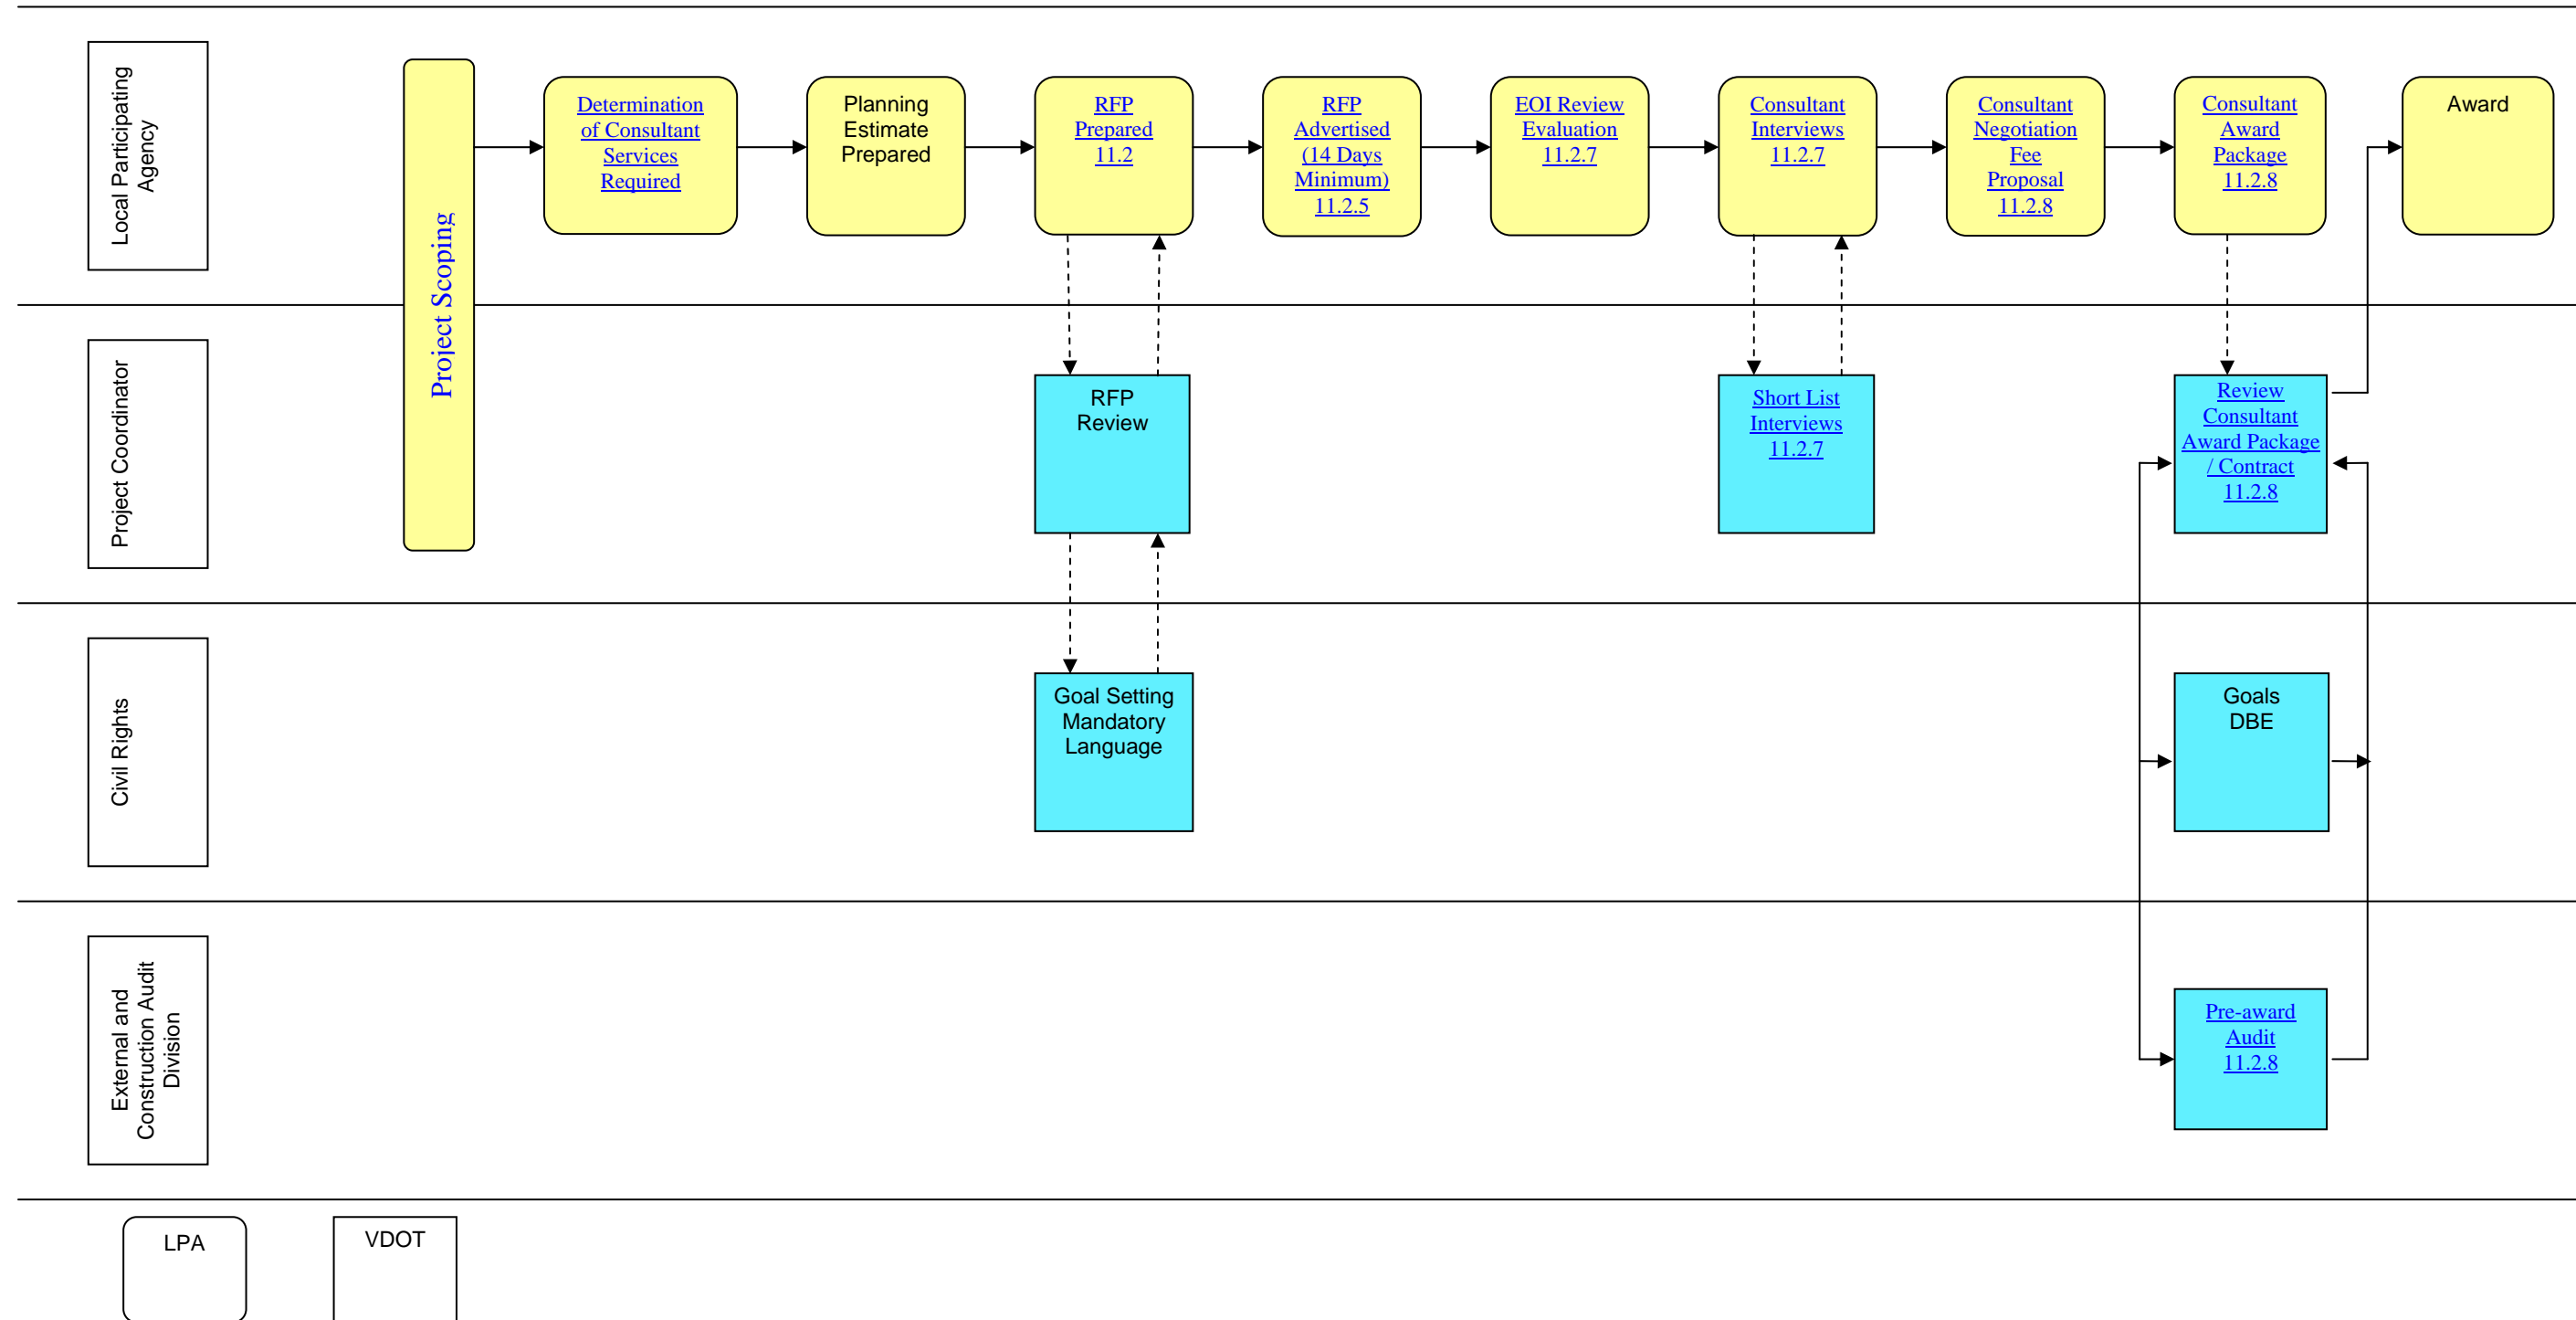 Local Participating
Agency
Project Scoping
Determination
of Consultant
Services
Required
Planning
Estimate
Prepared
RFP
Prepared
11.2
RFP
Advertised
(14 Days
Minimum)
11.2.5
EOI Review
Evaluation
11.2.7
Consultant
Interviews
11.2.7
Consultant
Negotiation
Fee
Proposal
11.2.8
Consultant
Award
Package
11.2.8
Award
Project Coordinator
RFP
Review
Short List
Interviews
11.2.7
Review
Consultant
Award Package
/ Contract
11.2.8
Civil Rights
Goal Setting
Mandatory
Language
Goals
DBE
External and
Construction Audit
Division
Pre-award
Audit
11.2.8
LPA
VDOT